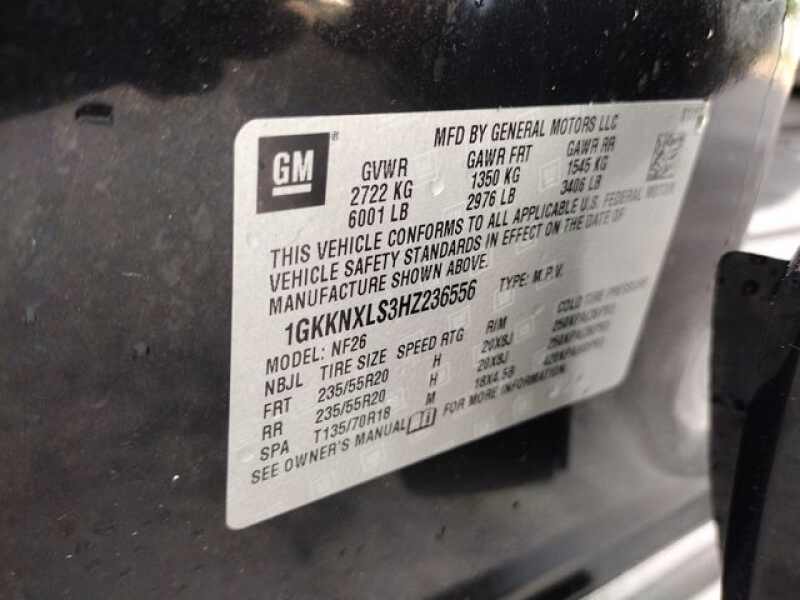 GM ®
MFD BY GENERAL MOTORS LLC
GVWR GAWR FRT GAWR RR
2722 KG 1350 KG 1545 KG
6001 LB 2976 LB 3406 LB
THIS VEHICLE CONFORMS TO ALL APPLICABLE U.S. FEDERAL MOTOR
VEHICLE SAFETY STANDARDS IN EFFECT ON THE DATE OF
MANUFACTURE SHOWN ABOVE.
1GKKNXLS3HZ236556 TYPE: M.P.V.
MODEL: NF26
NBJL TIRE SIZE SPEED RTG RIM COLD TIRE PRESSURE
FRT 235/55R20 H 20X8J
RR 235/55R20 H 20X8J
SPA T135/70R18 M 18X4.5B
SEE OWNER'S MANUAL FOR MORE INFORMATION